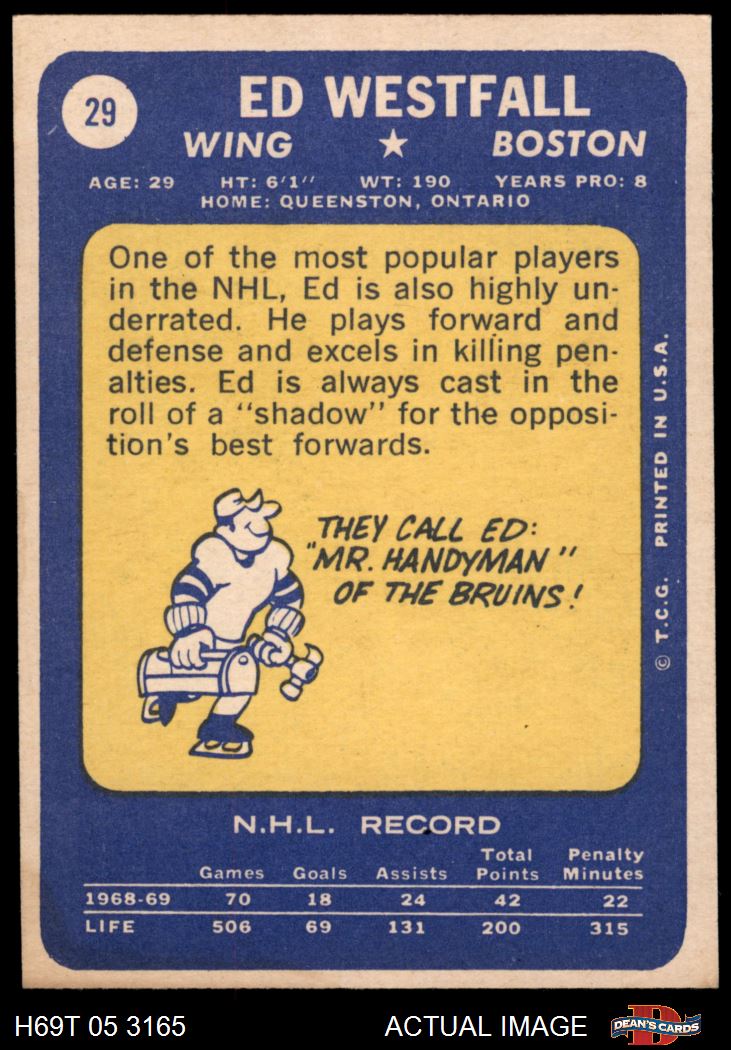 29
ED WESTFALL
WING ★ BOSTON
AGE: 29 HT: 6'1" WT: 190 YEARS PRO: 8
HOME: QUEENSTON, ONTARIO
One of the most popular players
in the NHL, Ed is also highly un-
derrated. He plays forward and
defense and excels in killing pen-
alties. Ed is always cast in the
roll of a "shadow" for the opposi-
tion's best forwards.
THEY CALL ED:
"MR. HANDYMAN"
OF THE BRUINS!
© T.C.G. PRINTED IN U.S.A.
N.H.L. RECORD
Total Penalty
Games Goals Assists Points Minutes
1968-69 70 18 24 42 22
LIFE 506 69 131 200 315
H69T 05 3165 ACTUAL IMAGE DEAN'S CARDS